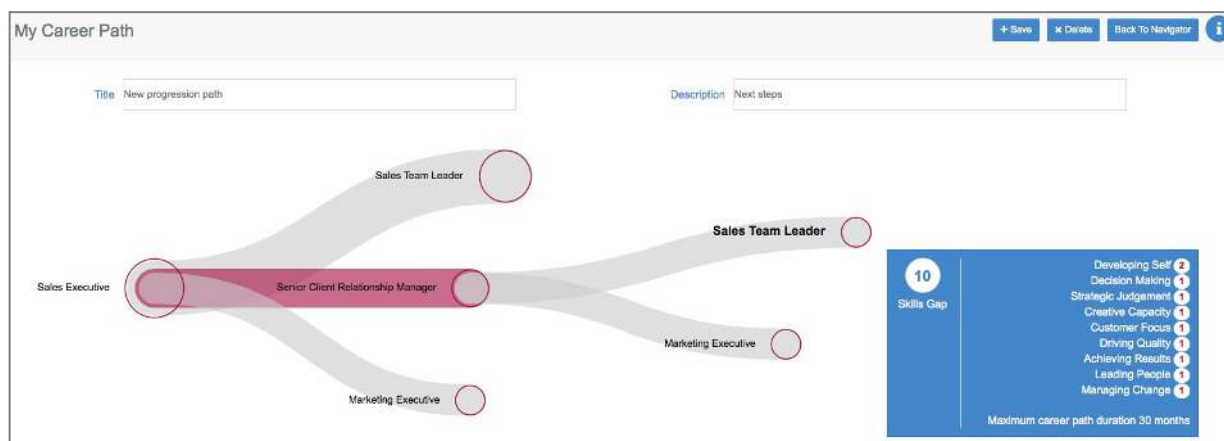 My Career Path
+ Save
✖ Delete
Back To Navigator
i
Title
New progression path
Description
Next steps
Sales Team Leader
Sales Team Leader
Sales Executive
Senior Client Relationship Manager
Marketing Executive
Marketing Executive
10
Skills Gap
Developing Self 2
Decision Making 1
Strategic Judgement 1
Creative Capacity 1
Customer Focus 1
Driving Quality 1
Achieving Results 1
Leading People 1
Managing Change 1
Maximum career path duration 30 months